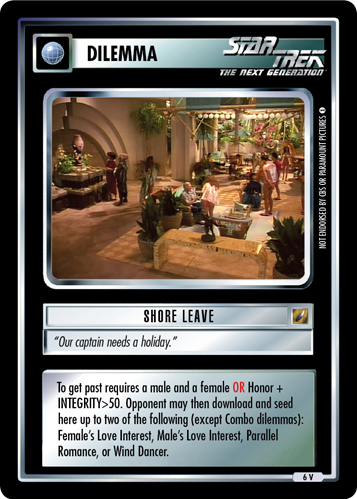 DILEMMA
STAR TREK
THE NEXT GENERATION
NOT ENDORSED BY CBS OR PARAMOUNT PICTURES
SHORE LEAVE
"Our captain needs a holiday."
To get past requires a male and a female OR Honor +
INTEGRITY>50. Opponent may then download and seed
here up to two of the following (except Combo dilemmas):
Female's Love Interest, Male's Love Interest, Parallel
Romance, or Wind Dancer.
6 V